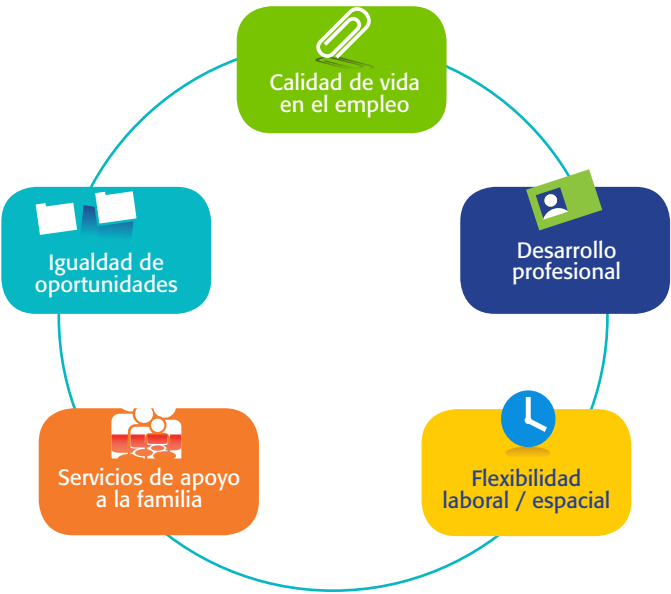 Calidad de vida
en el empleo
Desarrollo
profesional
Flexibilidad
laboral / espacial
Servicios de apoyo
a la familia
Igualdad de
oportunidades